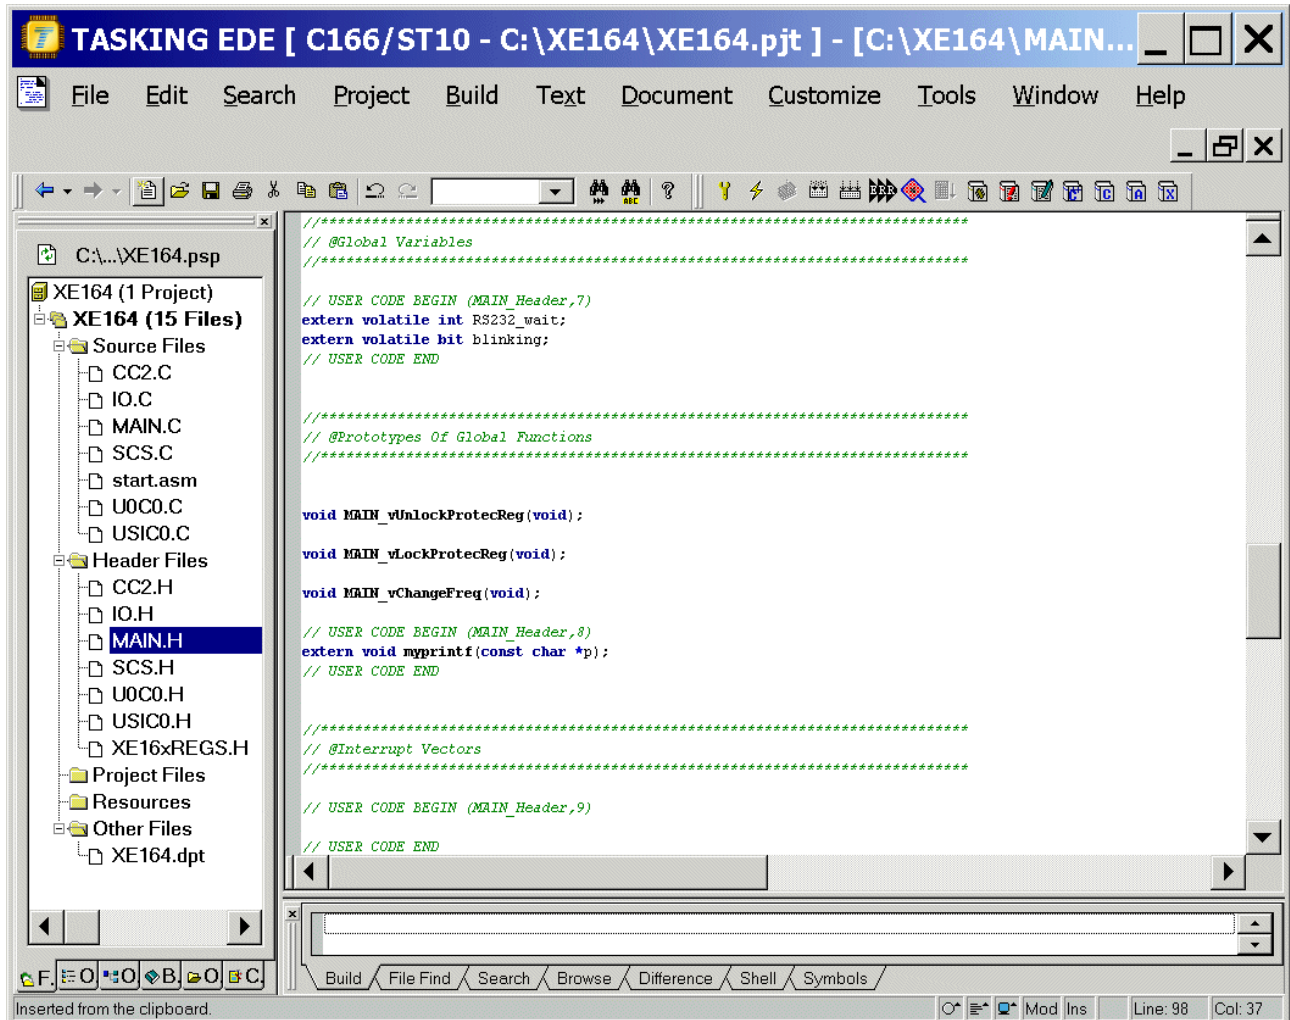 TASKING EDE [ C166/ST10 - C:\XE164\XE164.pjt ] - [C:\XE164\MAIN...
File Edit Search Project Build Text Document Customize Tools Window Help
C:\...\XE164.psp
XE164 (1 Project)
XE164 (15 Files)
Source Files
CC2.C
IO.C
MAIN.C
SCS.C
start.asm
U0C0.C
USIC0.C
Header Files
CC2.H
IO.H
MAIN.H
SCS.H
U0C0.H
USIC0.H
XE16xREGS.H
Project Files
Resources
Other Files
XE164.dpt
F. O O B. O C.
//****************************************************************************
// @Global Variables
//****************************************************************************
// USER CODE BEGIN (MAIN_Header,7)
extern volatile int RS232_wait;
extern volatile bit blinking;
// USER CODE END
//****************************************************************************
// @Prototypes Of Global Functions
//****************************************************************************
void MAIN_vUnlockProtecReg(void);
void MAIN_vLockProtecReg(void);
void MAIN_vChangeFreq(void);
// USER CODE BEGIN (MAIN_Header,8)
extern void myprintf(const char *p);
// USER CODE END
//****************************************************************************
// @Interrupt Vectors
//****************************************************************************
// USER CODE BEGIN (MAIN_Header,9)
// USER CODE END
Build File Find Search Browse Difference Shell Symbols
Inserted from the clipboard. Mod Ins Line: 98 Col: 37